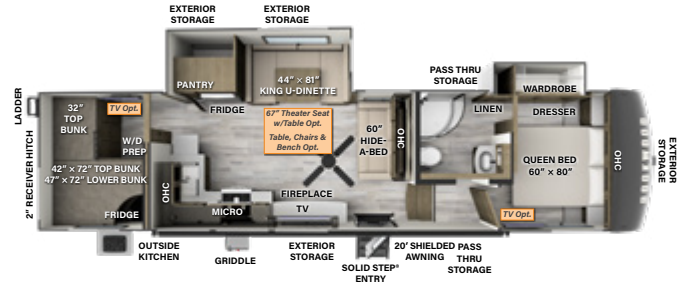 EXTERIOR
STORAGE
EXTERIOR
STORAGE
PANTRY
44” × 81”
KING U-DINETTE
FRIDGE
PASS THRU
STORAGE
WARDROBE
LINEN
DRESSER
LADDER
2” RECEIVER HITCH
32”
TOP
BUNK
TV Opt.
W/D
PREP
67” Theater Seat
w/Table Opt.
Table, Chairs &
Bench Opt.
60”
HIDE-
A-BED
OHC
42” × 72” TOP BUNK
47” × 72” LOWER BUNK
QUEEN BED
60” × 80”
OHC
EXTERIOR
STORAGE
OHC
FIREPLACE
FRIDGE
MICRO
TV
TV Opt.
OUTSIDE
KITCHEN
GRIDDLE
EXTERIOR
STORAGE
SOLID STEP®
ENTRY
20’ SHIELDED
AWNING
PASS
THRU
STORAGE